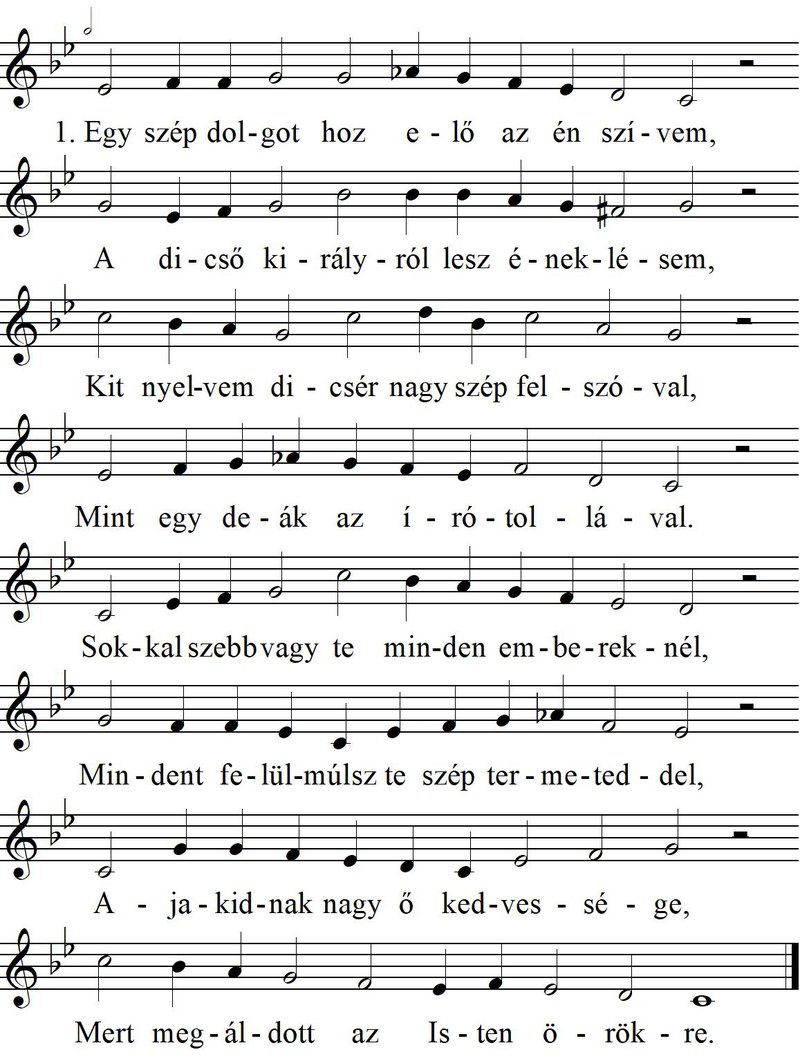 1. Egy szép dol-got hoz e-lő az én szí-vem,
A di-cső ki-rály-ról lesz é-nek-lé-sem,
Kit nyel-vem di-csér nagy szép fel-szó-val,
Mint egy de-ák az í-ró-tol-lá-val.
Sok-kal szebb vagy te min-den em-be-rek-nél,
Min-dent fe-lül-múlsz te szép ter-me-ted-del,
A-ja-kid-nak nagy ő ked-ves-sé-ge,
Mert meg-ál-dott az Is-ten ö-rök-re.